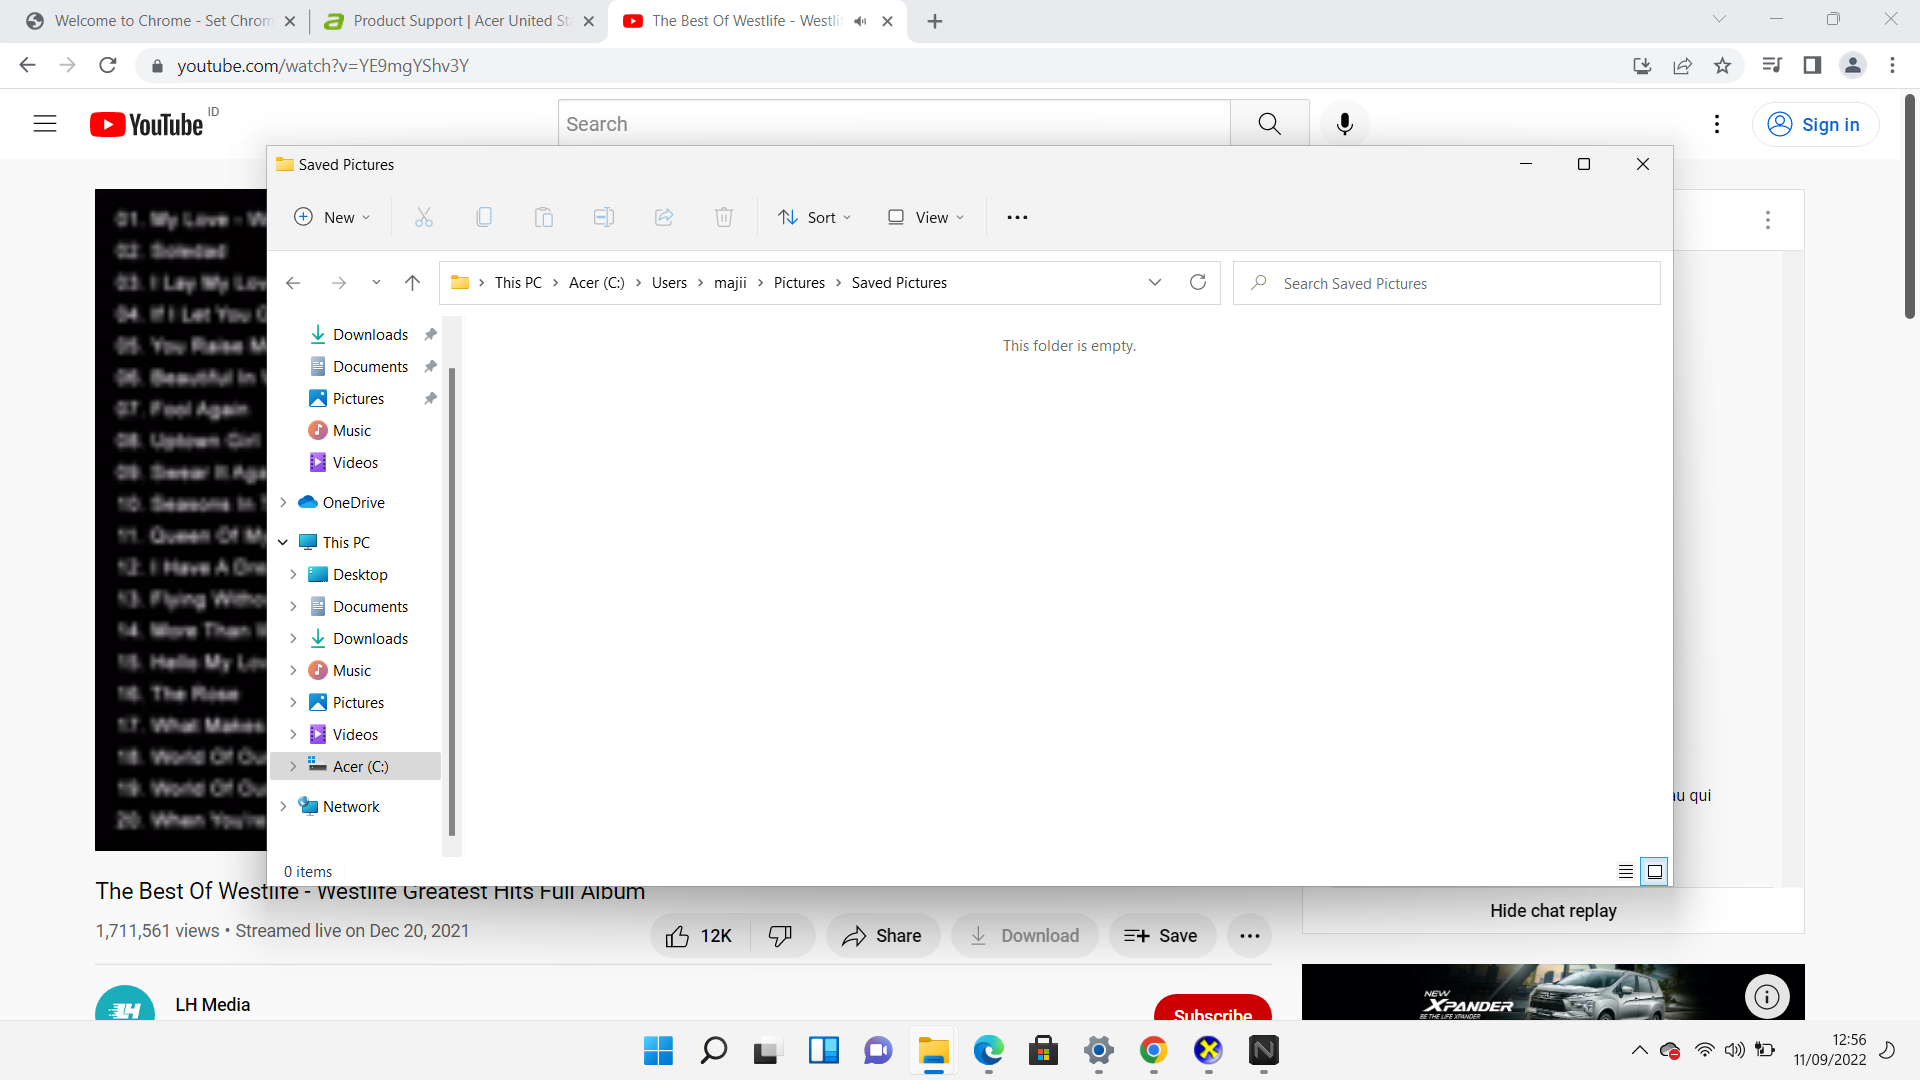 Welcome to Chrome - Set Chrom
Product Support | Acer United St
The Best Of Westlife - Westli
youtube.com/watch?v=YE9mgYShv3Y
YouTube ID
Search
Sign in
Saved Pictures
New
Sort
View
This PC > Acer (C:) > Users > majii > Pictures > Saved Pictures
Search Saved Pictures
This folder is empty.
Downloads
Documents
Pictures
Music
Videos
OneDrive
This PC
Desktop
Documents
Downloads
Music
Pictures
Videos
Acer (C:)
Network
0 items
01. My Love - W
02. Soledad
03. I Lay My Lov
04. If I Let You G
05. You Raise M
06. Beautiful In
07. Fool Again
08. Uptown Girl
09. Swear It Aga
10. Seasons In
11. Queen Of My
12. I Have A Dre
13. Flying Witho
14. More Than
15. Hello My Lov
16. The Rose
17. What Makes
18. World Of Our
19. World Of Our
20. When You're
au qui
Hide chat replay
The Best Of Westlife - Westlife Greatest Hits Full Album
1,711,561 views • Streamed live on Dec 20, 2021
12K
Share
Download
Save
LH Media
Subscribe
NEW
XPANDER
BE THE LIFE XPANDER
12:56
11/09/2022